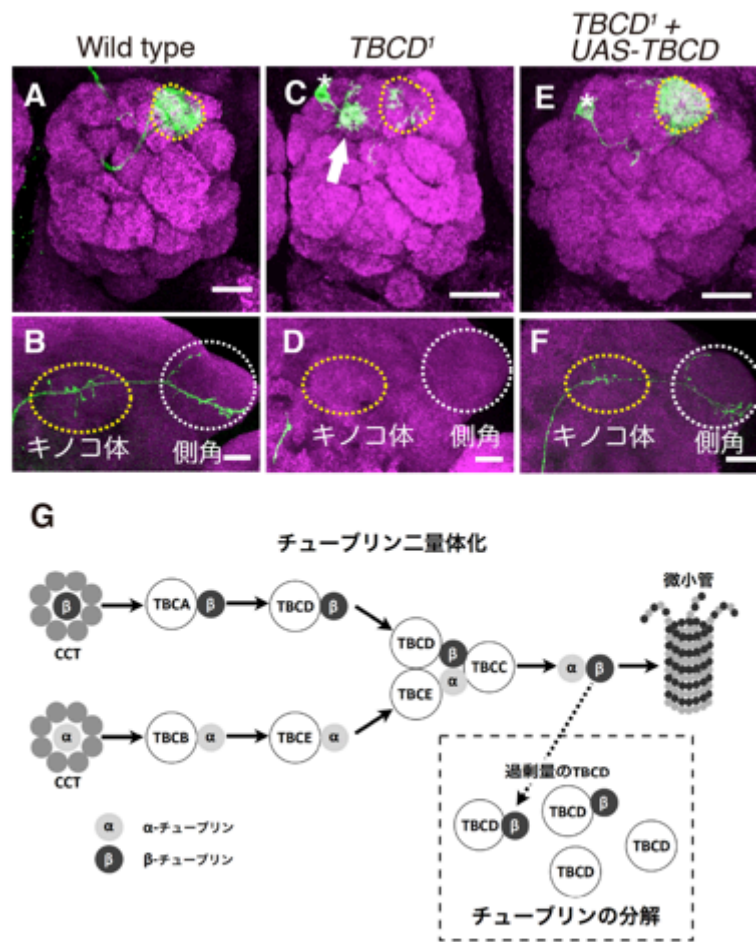 Wild type
TBCD¹
TBCD¹ +
UAS-TBCD
A
C
*
E
*
B
キノコ体
側角
D
キノコ体
側角
F
キノコ体
側角
G
チューブリン二量体化
微小管
β
CCT
TBCA
β
TBCD
β
TBCD
β
α
TBCC
TBCE
α
β
α
CCT
TBCB
α
TBCE
α
過剰量のTBCD
TBCD
β
TBCD
β
TBCD
TBCD
チューブリンの分解
α
α-チューブリン
β
β-チューブリン